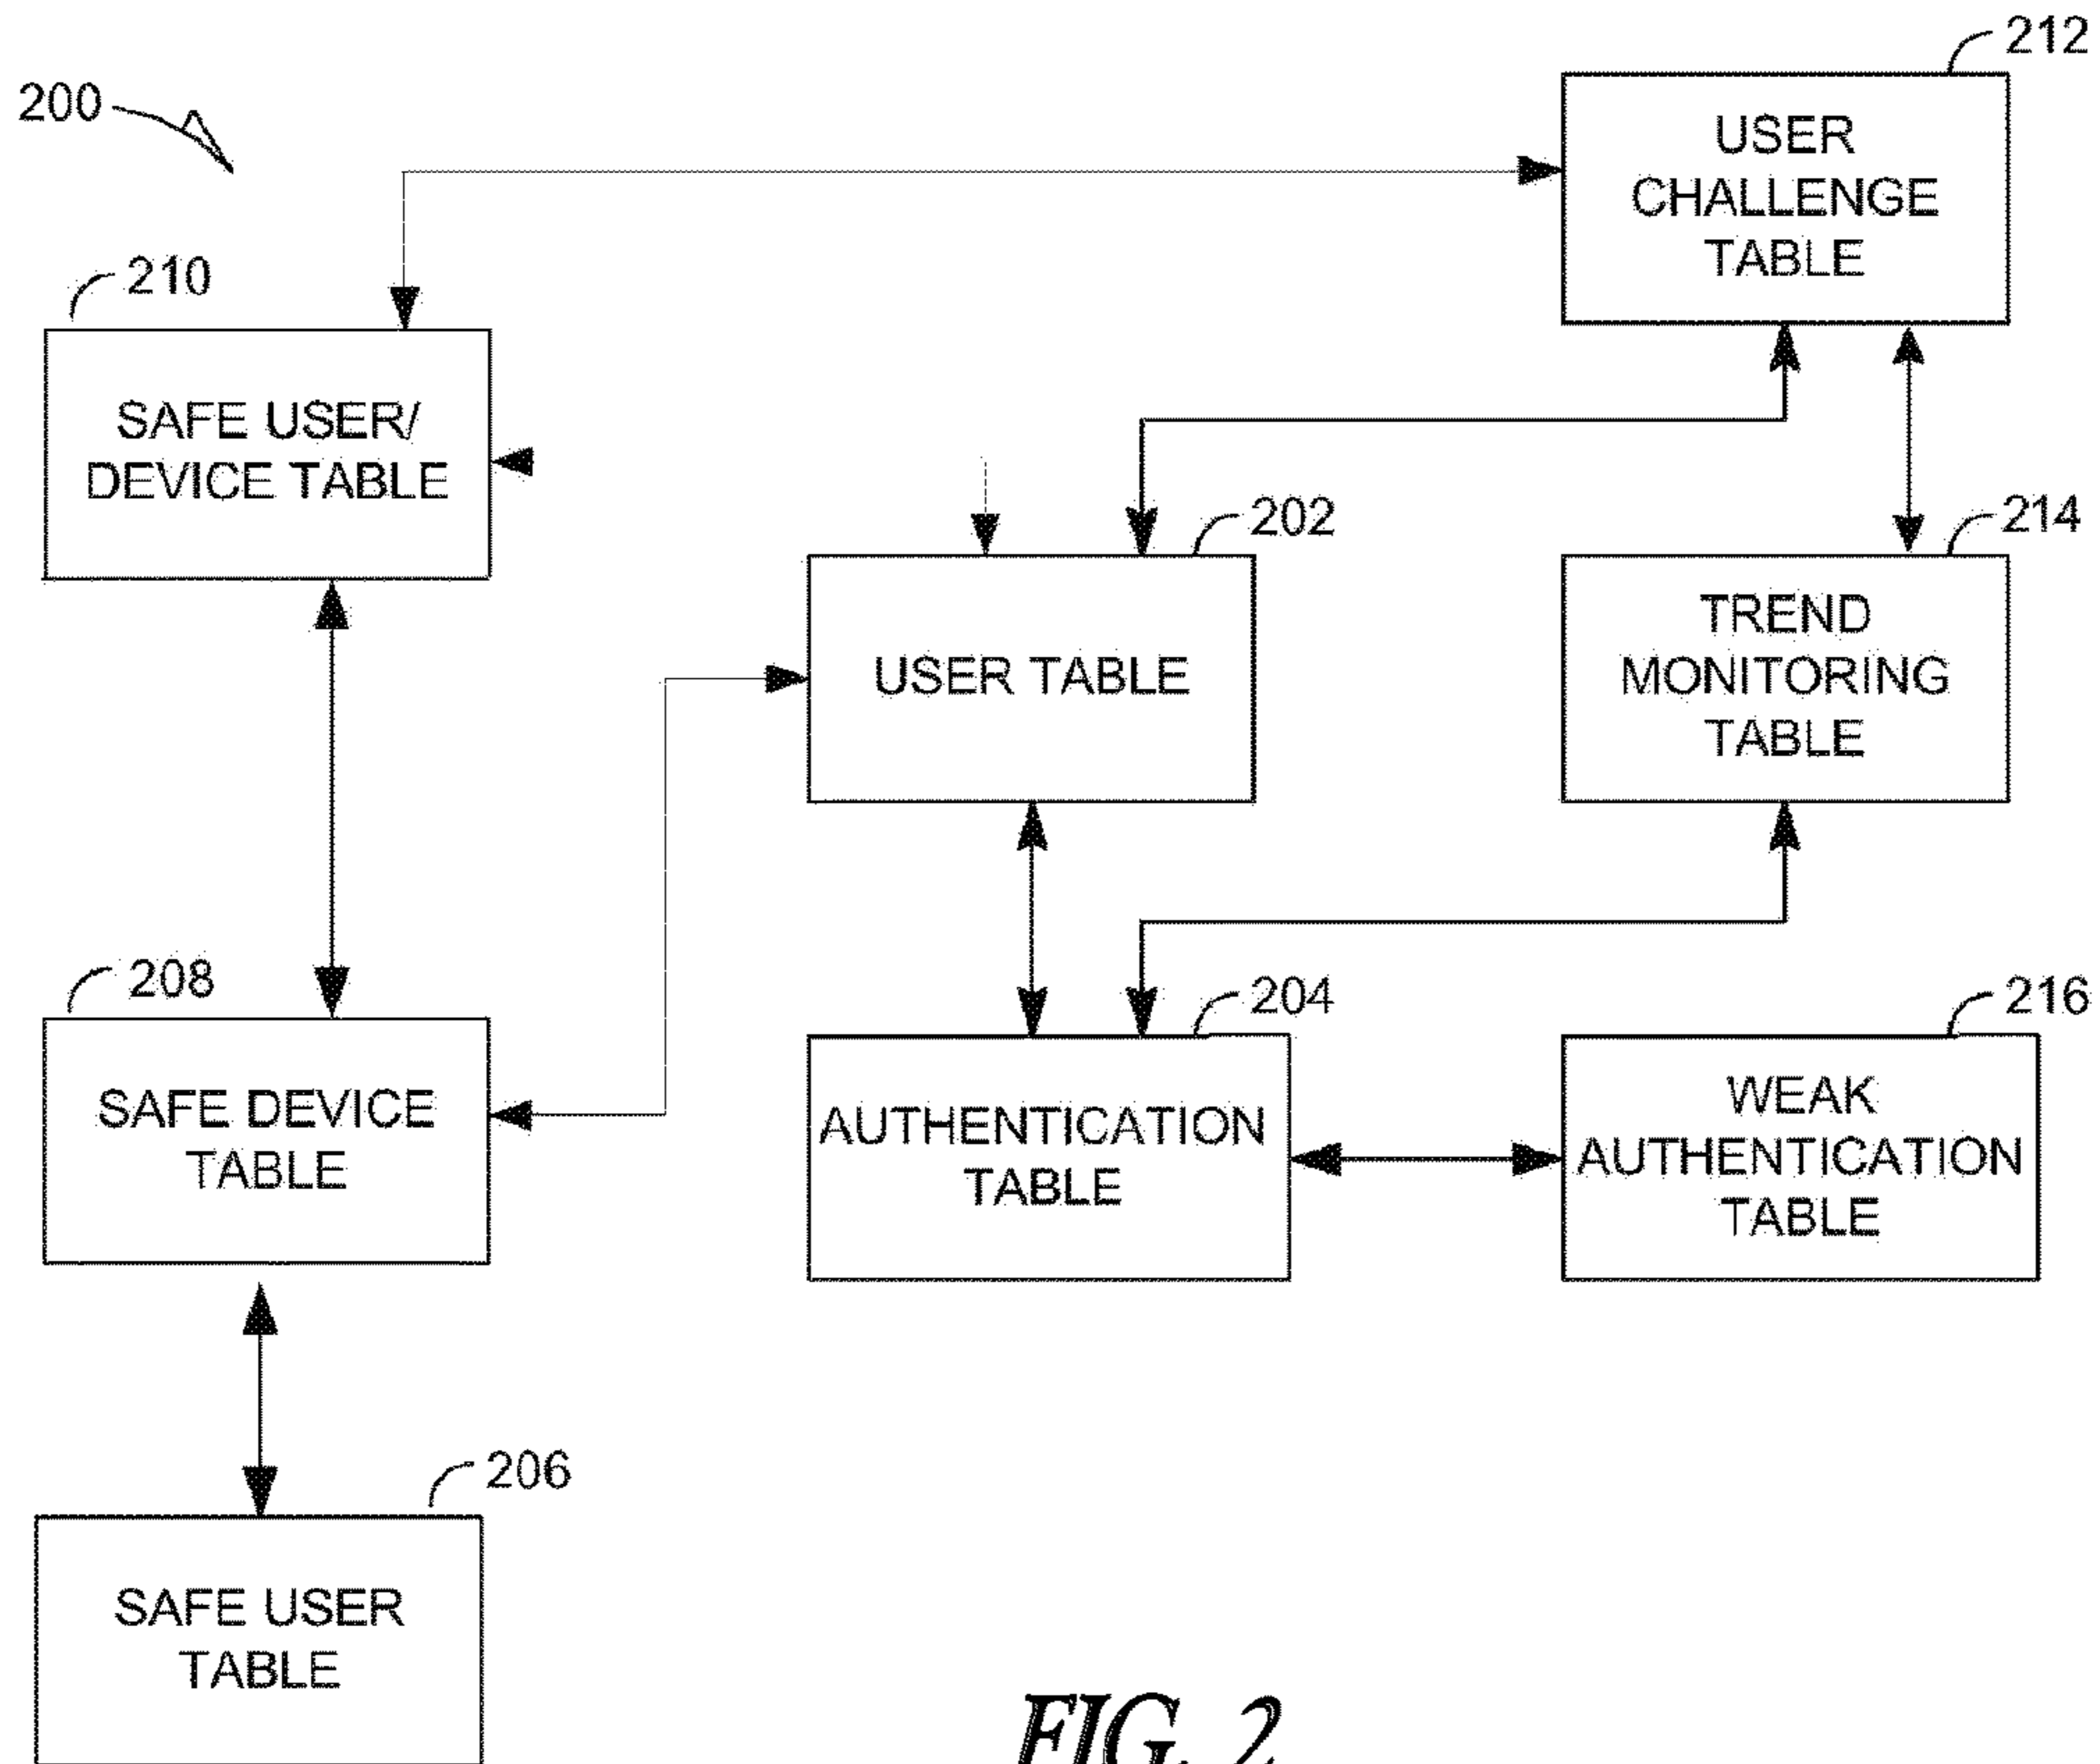 200
212
USER
CHALLENGE
TABLE
210
SAFE USER/
DEVICE TABLE
202
USER TABLE
214
TREND
MONITORING
TABLE
208
SAFE DEVICE
TABLE
204
AUTHENTICATION
TABLE
216
WEAK
AUTHENTICATION
TABLE
206
SAFE USER
TABLE
FIG. 2